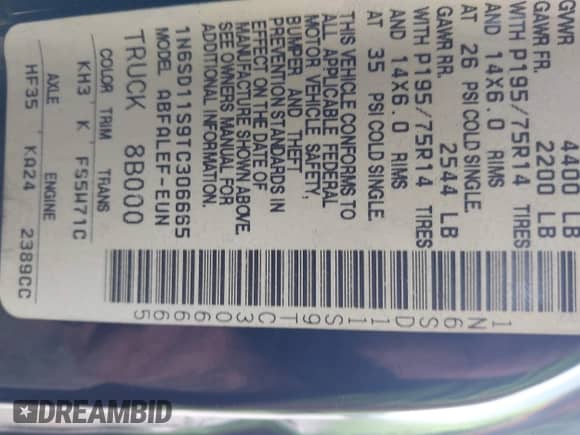 GVWR 4400 LB
GAWR FR. 2200 LB
WITH P195/75R14 TIRES
AND 14X6.0 RIMS
AT 26 PSI COLD SINGLE
GAWR RR. 2544 LB
WITH P195/75R14 TIRES
AND 14X6.0 RIMS
AT 35 PSI COLD SINGLE
THIS VEHICLE CONFORMS TO
ALL APPLICABLE FEDERAL
MOTOR VEHICLE SAFETY,
BUMPER AND THEFT
PREVENTION STANDARDS IN
EFFECT ON THE DATE OF
MANUFACTURE SHOWN ABOVE.
SEE OWNERS MANUAL FOR
ADDITIONAL INFORMATION.
1N6SD11S9TC306665
MODEL ABFALEF-EUN
TRUCK 8B000
COLOR TRIM TRANS
KH3 K FS5W71C
AXLE ENGINE
HF35 KA24 2389CC
1N6SD11S9TC306665
DREAMBID